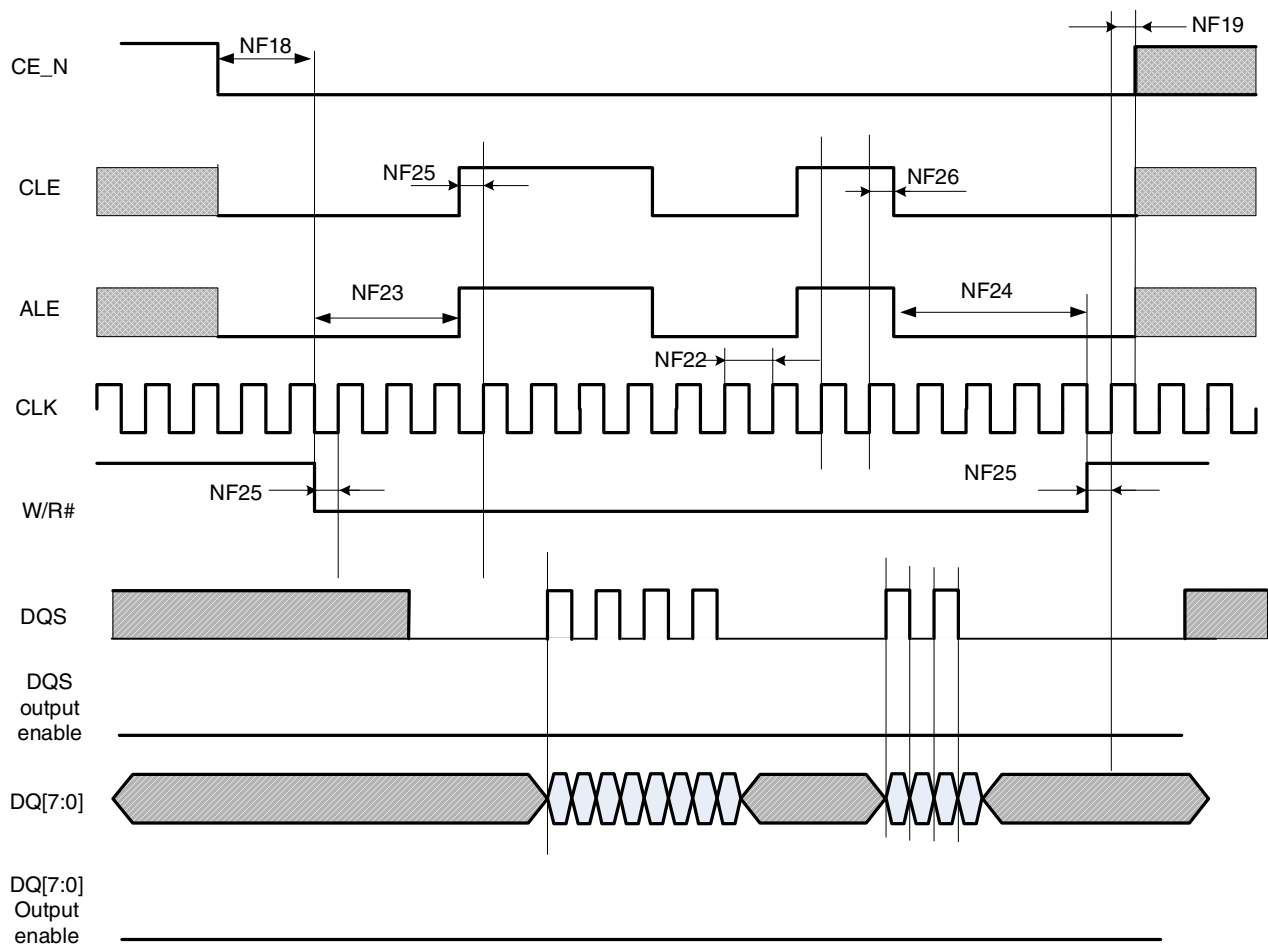 NF19
NF18
CE_N
NF25
CLE
NF26
NF23
NF24
ALE
NF22
CLK
NF25
NF25
W/R#
DQS
DQS
output
enable
DQ[7:0]
DQ[7:0]
Output
enable